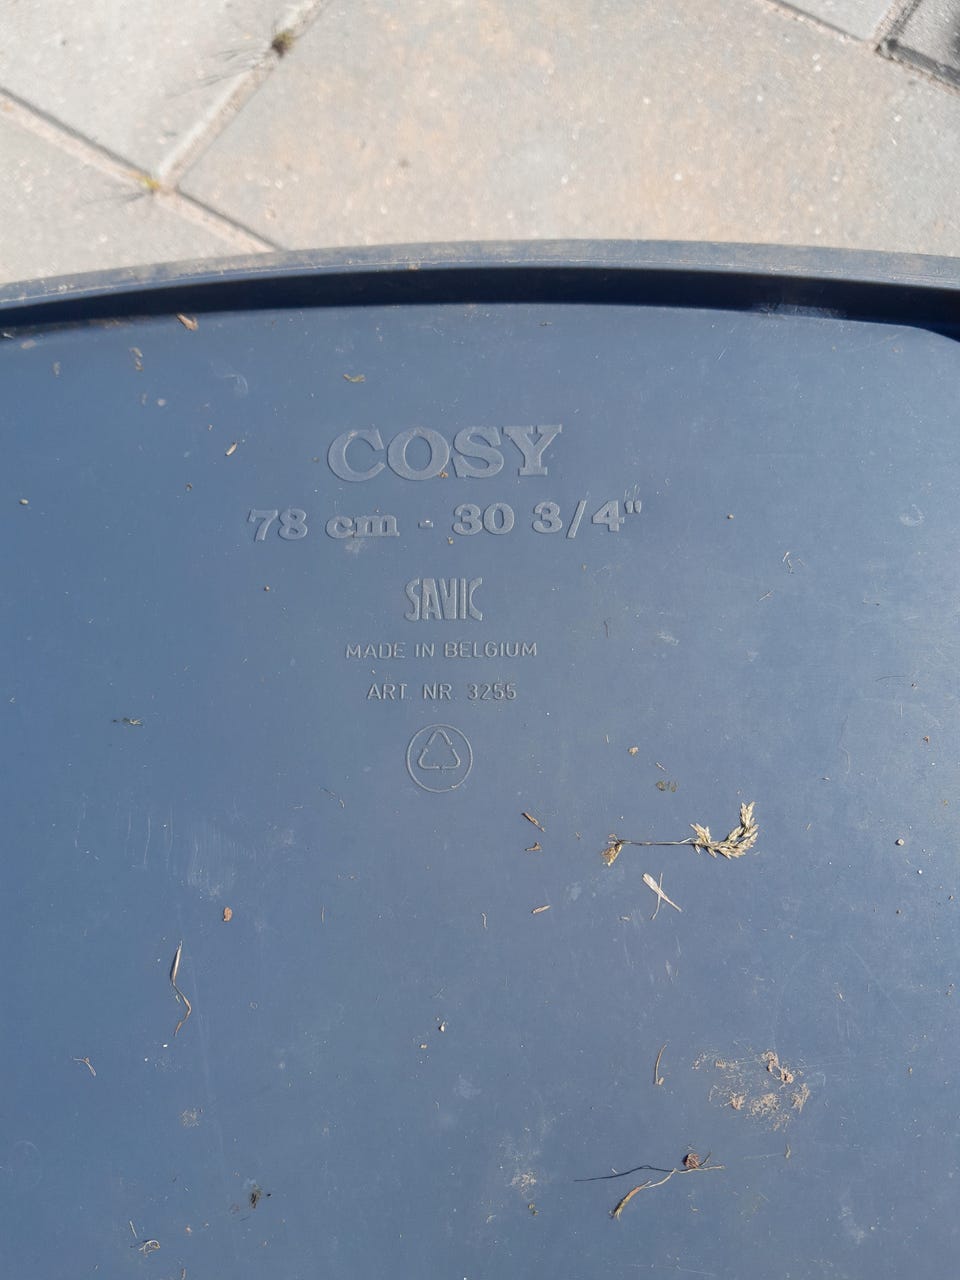 COSY
78 cm - 30 3/4"
SAVIC
MADE IN BELGIUM
ART. NR. 3255